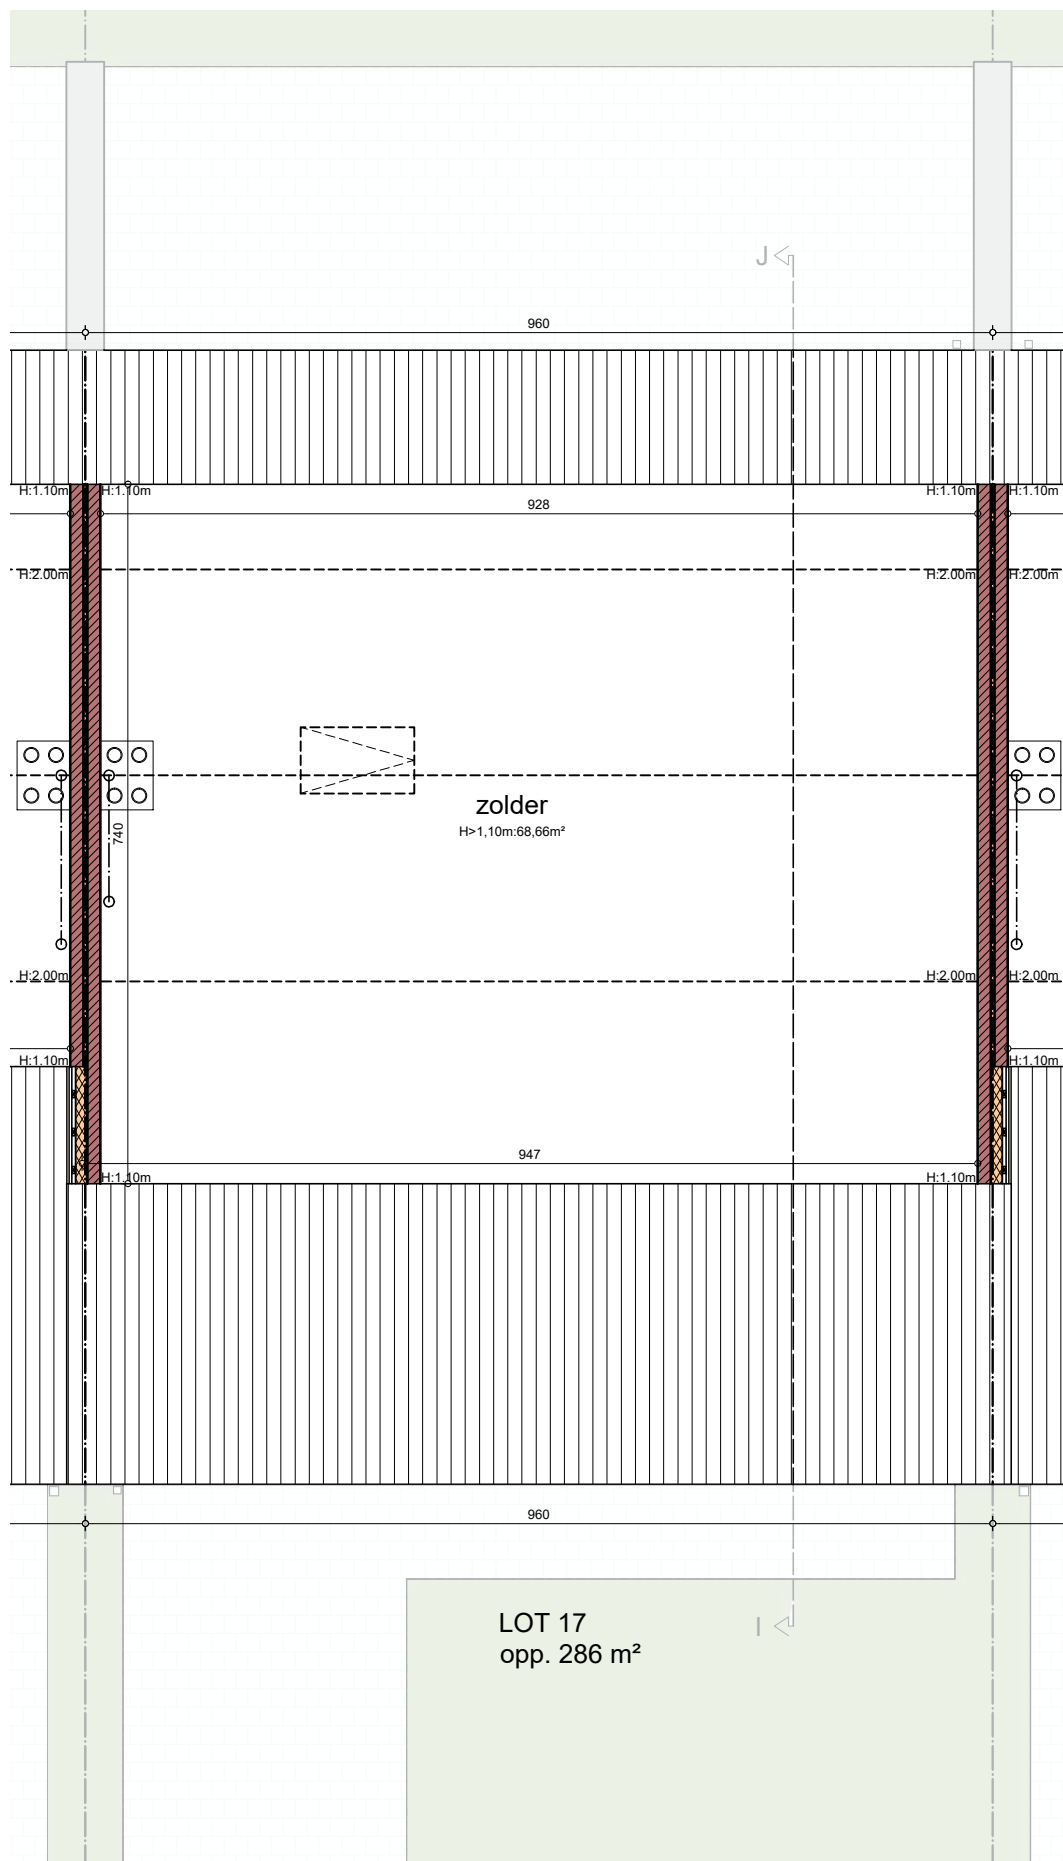 J
960
H:1.10m H:1.10m H:1.10m H:1.10m
928
H:2.00m H:2.00m H:2.00m
zolder
H>1,10m:68,66m²
740
H:2.00m H:2.00m H:2.00m
H:1.10m H:1.10m
947
H:1.10m H:1.10m
960
LOT 17
I
opp. 286 m²